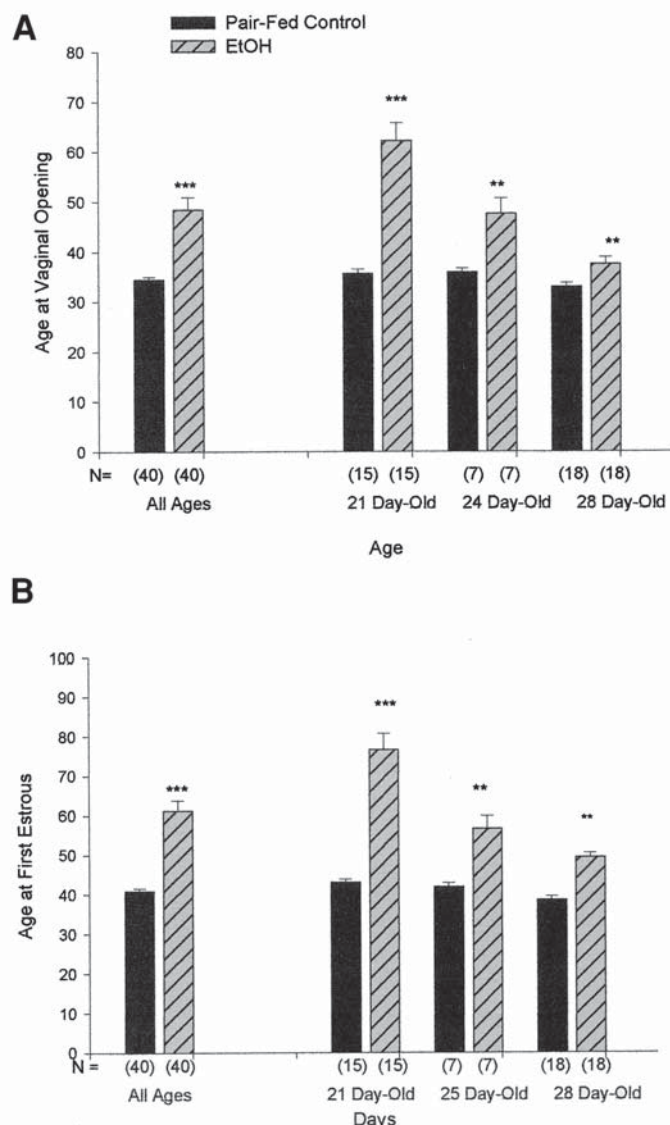 A
Pair-Fed Control
EtOH
Age at Vaginal Opening
80
70
60
50
40
30
20
10
0
***
***
**
**
N= (40) (40) (15) (15) (7) (7) (18) (18)
All Ages 21 Day-Old 24 Day-Old 28 Day-Old
Age
B
Age at First Estrous
100
90
80
70
60
50
40
30
20
10
0
***
***
**
**
N = (40) (40) (15) (15) (7) (7) (18) (18)
All Ages 21 Day-Old 25 Day-Old 28 Day-Old
Days